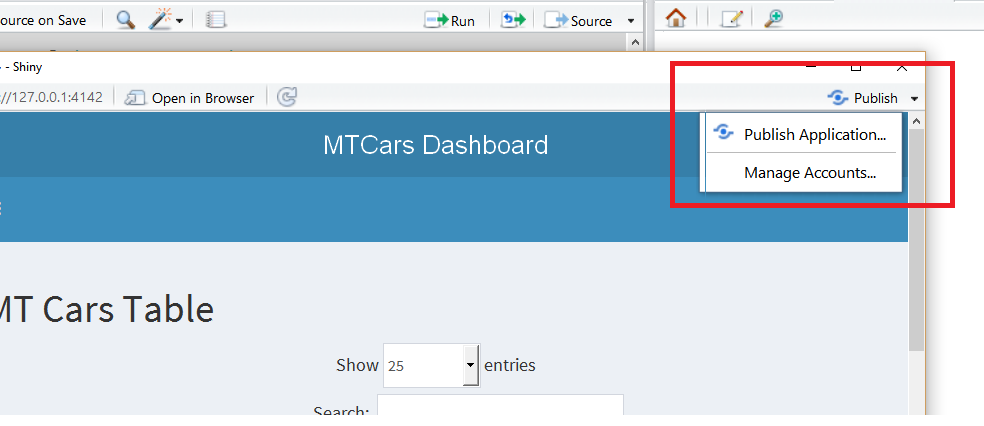 ource on Save
Run
Source
- Shiny
//127.0.0.1:4142
Open in Browser
Publish
Publish Application...
MTCars Dashboard
Manage Accounts...
MT Cars Table
Show 25 entries
Search: